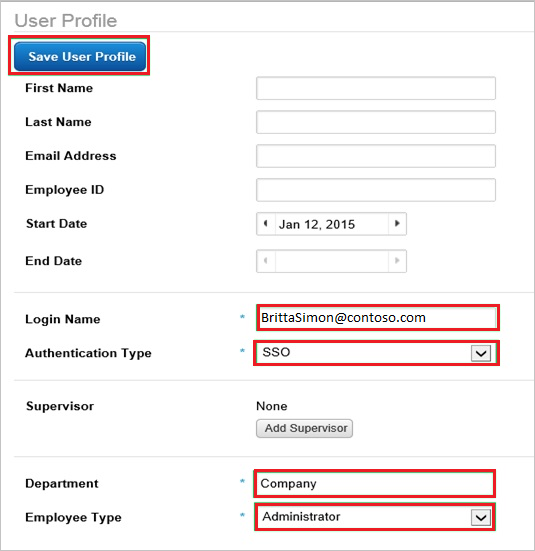 User Profile
Save User Profile
First Name
Last Name
Email Address
Employee ID
Start Date Jan 12, 2015
End Date
Login Name * BrittaSimon@contoso.com
Authentication Type * SSO
Supervisor None
Add Supervisor
Department * Company
Employee Type * Administrator